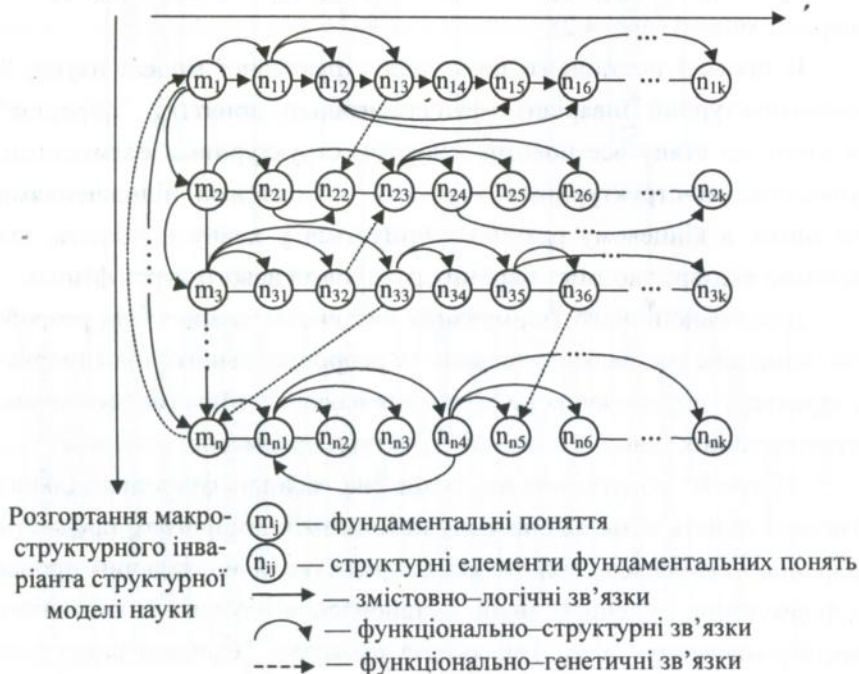 m1 n11 n12 n13 n14 n15 n16 ... n1k
m2 n21 n22 n23 n24 n25 n26 ... n2k
m3 n31 n32 n33 n34 n35 n36 ... n3k
mn nn1 nn2 nn3 nn4 nn5 nn6 ... nnk
Розгортання макро-
структурного інва-
ріанта структурної
моделі науки
mj – фундаментальні поняття
nij – структурні елементи фундаментальних понять
— змістовно–логічні зв'язки
— функціонально–структурні зв'язки
— функціонально–генетичні зв'язки